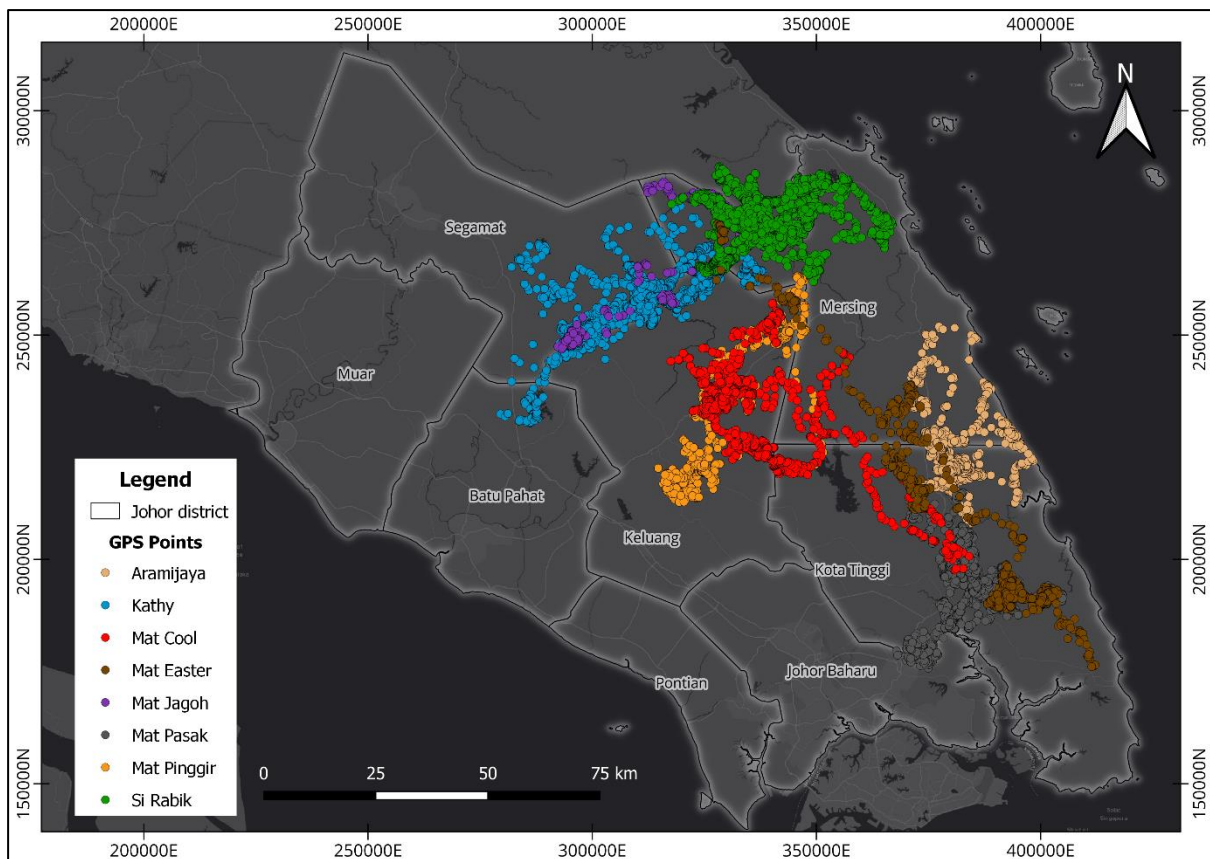 200000E 250000E 300000E 350000E 400000E
300000N 300000N
N
Segamat
Mersing
250000N 250000N
Muar
Legend
Johor district
GPS Points
Aramijaya
Kathy
Mat Cool
Mat Easter
Mat Jagoh
Mat Pasak
Mat Pinggir
Si Rabik
Batu Pahat
Keluang
Kota Tinggi
200000N 200000N
Johor Baharu
Pontian
0 25 50 75 km
150000N 150000N
200000E 250000E 300000E 350000E 400000E